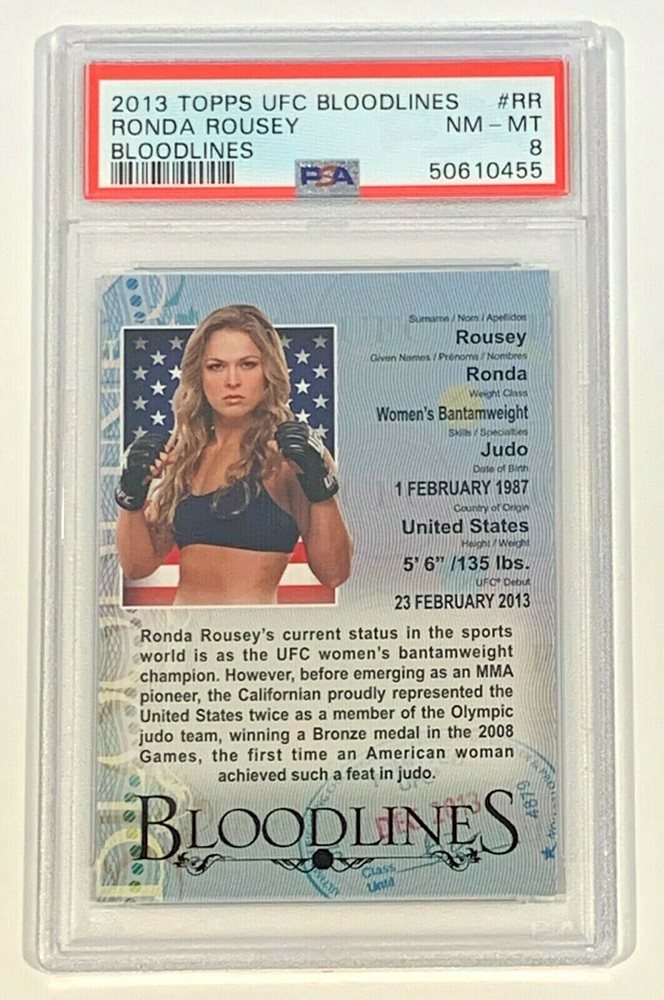 2013 TOPPS UFC BLOODLINES #RR
RONDA ROUSEY NM - MT
BLOODLINES 8
PSA 50610455
Surname / Nom / Apellidos
Rousey
Given Names / Prénoms / Nombres
Ronda
Weight Class
Women's Bantamweight
Skills / Specialties
Judo
Date of Birth
1 FEBRUARY 1987
Country of Origin
United States
Height / Weight
5' 6" /135 lbs.
UFC® Debut
23 FEBRUARY 2013
Ronda Rousey's current status in the sports
world is as the UFC women's bantamweight
champion. However, before emerging as an MMA
pioneer, the Californian proudly represented the
United States twice as a member of the Olympic
judo team, winning a Bronze medal in the 2008
Games, the first time an American woman
achieved such a feat in judo.
DEC 2013
4879
BLOODLINES
Class
Until